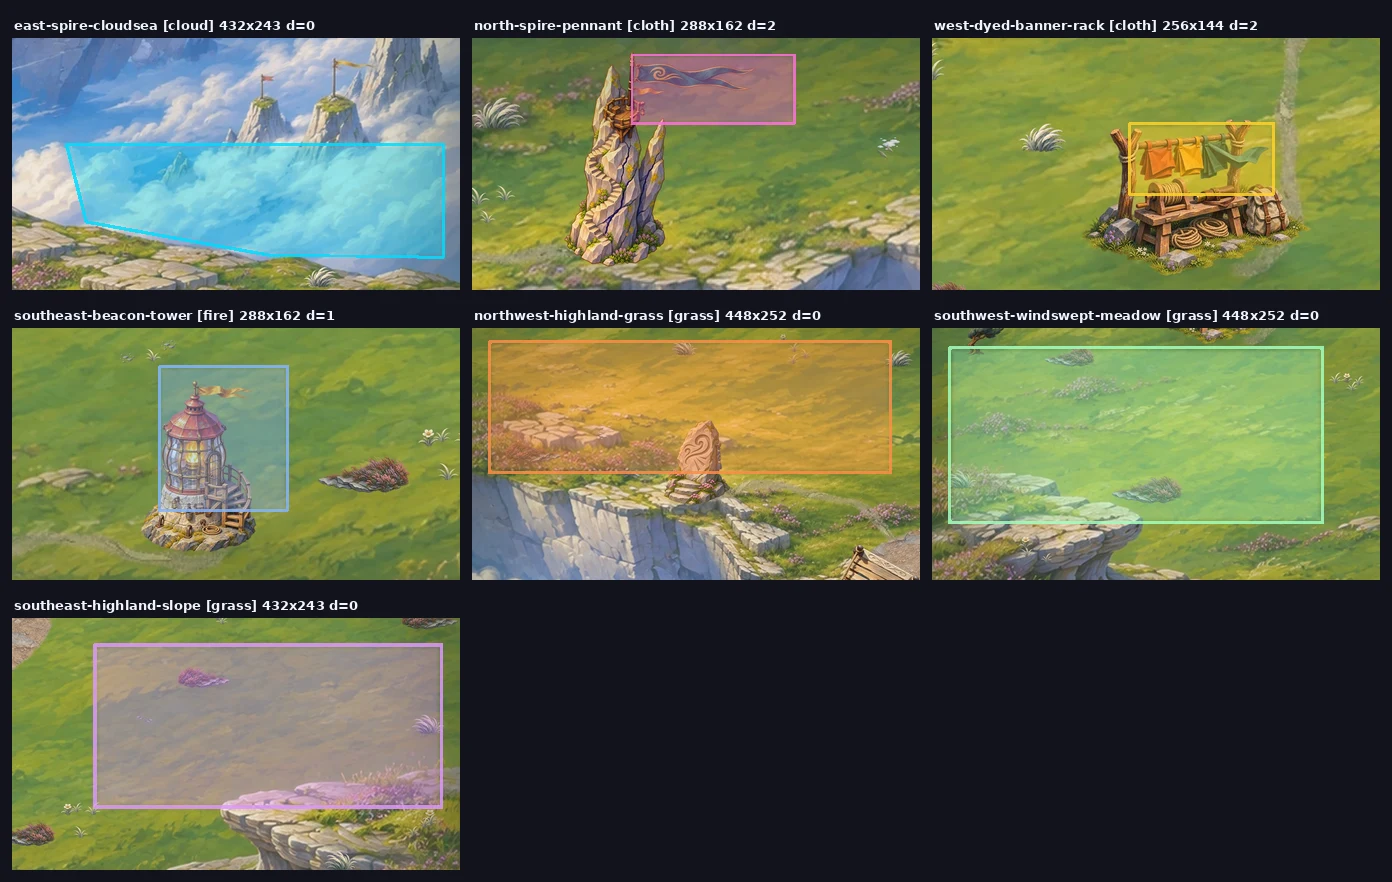 east-spire-cloudsea [cloud] 432x243 d=0
north-spire-pennant [cloth] 288x162 d=2
west-dyed-banner-rack [cloth] 256x144 d=2
southeast-beacon-tower [fire] 288x162 d=1
northwest-highland-grass [grass] 448x252 d=0
southwest-windswept-meadow [grass] 448x252 d=0
southeast-highland-slope [grass] 432x243 d=0